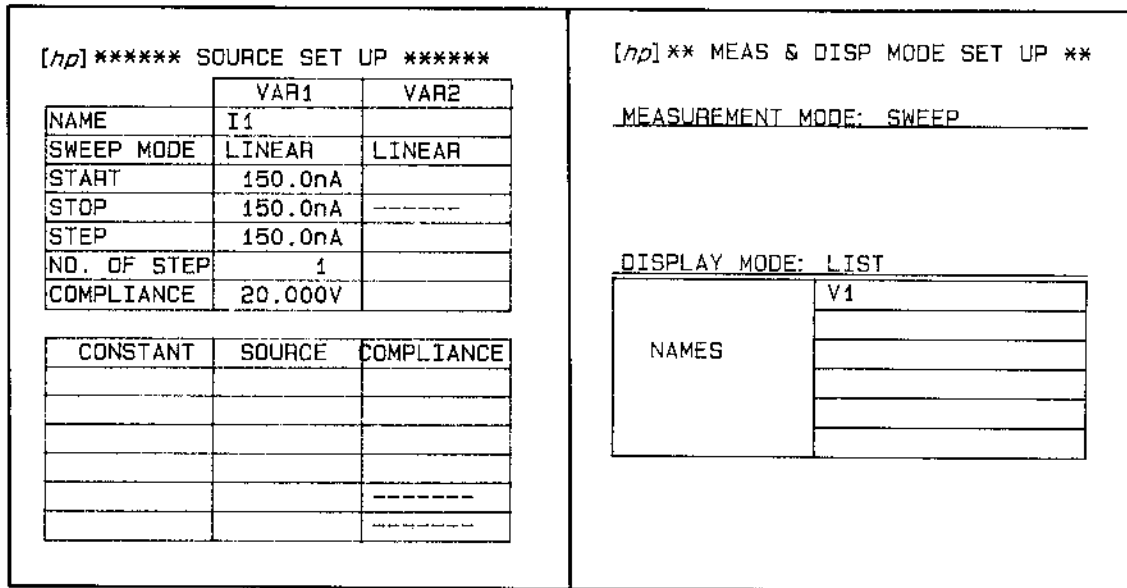 [hp] ****** SOURCE SET UP ******
VAR1 VAR2
NAME I1
SWEEP MODE LINEAR LINEAR
START 150.0nA
STOP 150.0nA ------
STEP 150.0nA
NO. OF STEP 1
COMPLIANCE 20.000V
CONSTANT SOURCE COMPLIANCE
-------
-------
[hp] ** MEAS & DISP MODE SET UP **
MEASUREMENT MODE: SWEEP
DISPLAY MODE: LIST
V1
NAMES